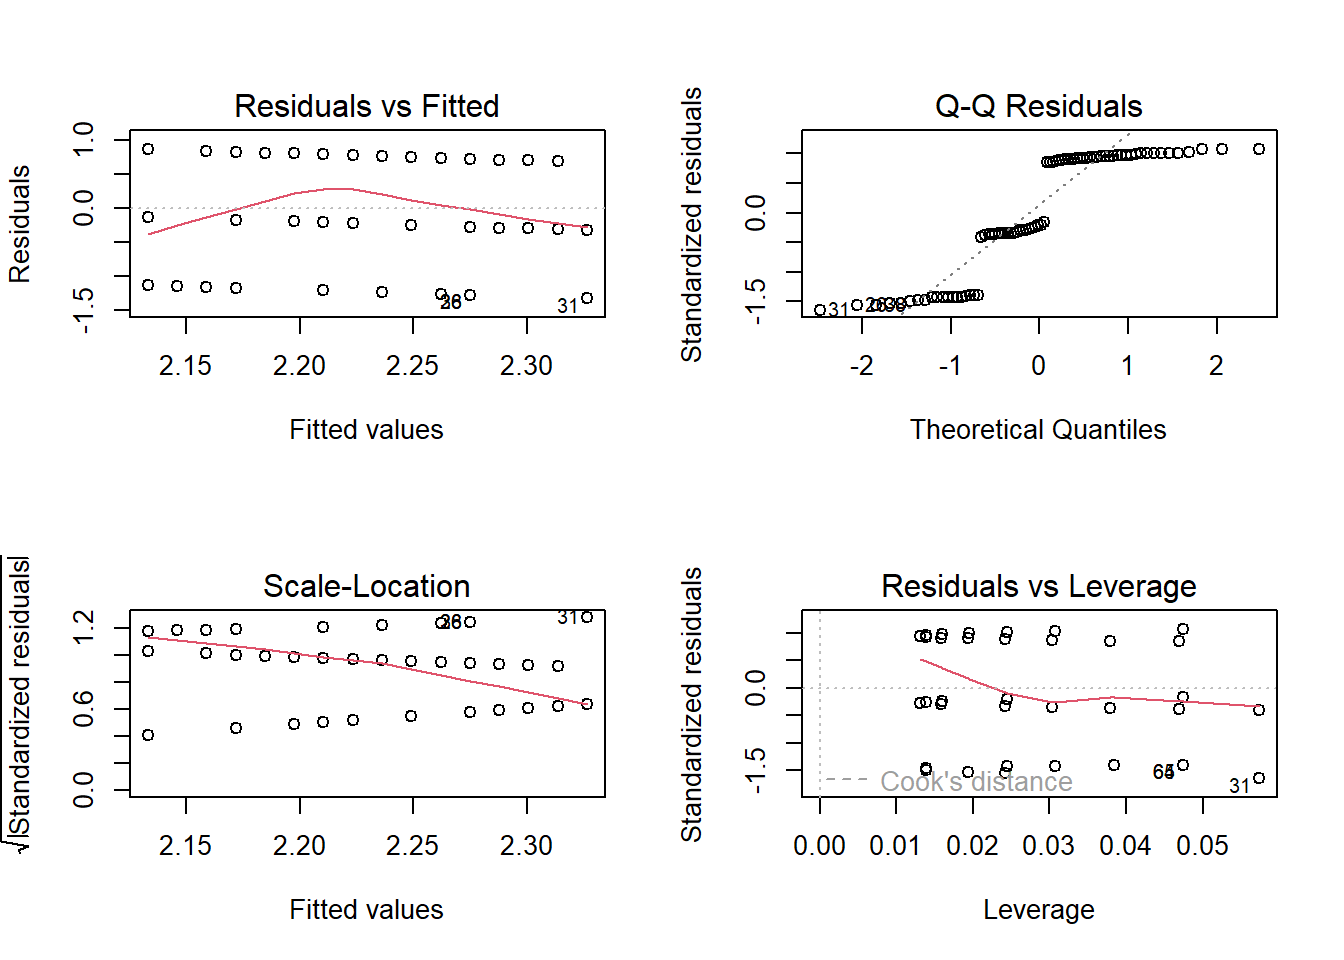 Residuals vs Fitted
Residuals
1.0
0.0
-1.5
31
2.15 2.20 2.25 2.30
Fitted values
Q-Q Residuals
Standardized residuals
0.0
-1.5
31
-2 -1 0 1 2
Theoretical Quantiles
Scale-Location
√|Standardized residuals|
1.2
0.6
0.0
31
2.15 2.20 2.25 2.30
Fitted values
Residuals vs Leverage
Standardized residuals
0.0
-1.5
Cook's distance
31
0.00 0.01 0.02 0.03 0.04 0.05
Leverage